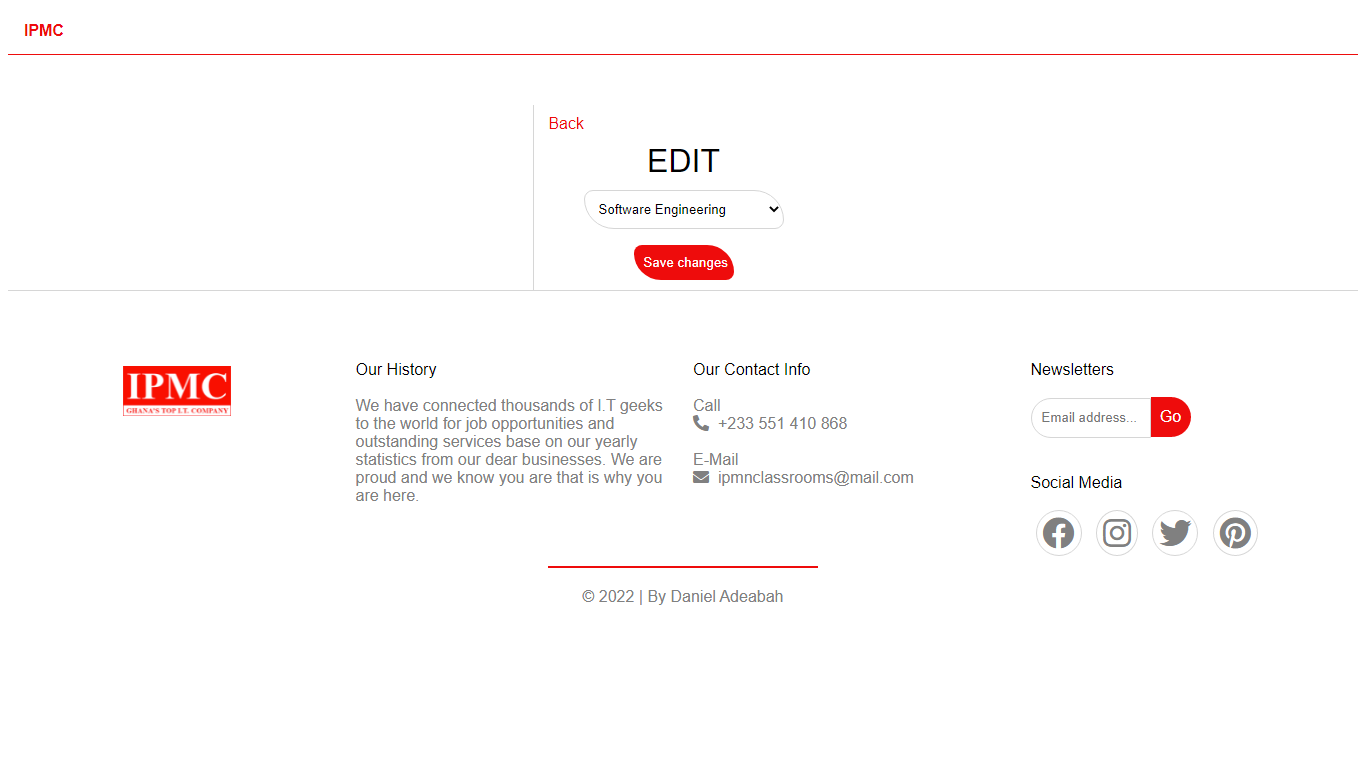 IPMC
Back
EDIT
Software Engineering
Save changes
IPMC
GHANA'S TOP I.T. COMPANY
Our History
We have connected thousands of I.T geeks
to the world for job opportunities and
outstanding services base on our yearly
statistics from our dear businesses. We are
proud and we know you are that is why you
are here.
Our Contact Info
Call
+233 551 410 868
E-Mail
ipmnclassrooms@mail.com
Newsletters
Email address...
Go
Social Media
© 2022 | By Daniel Adeabah